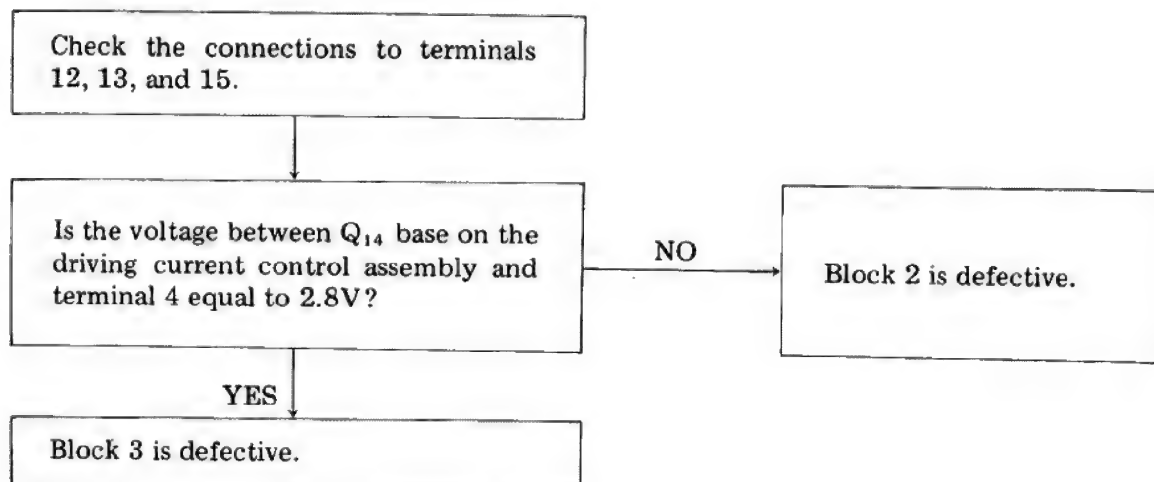 Check the connections to terminals
12, 13, and 15.
Is the voltage between Q₁₄ base on the
driving current control assembly and
terminal 4 equal to 2.8V?
NO
Block 2 is defective.
YES
Block 3 is defective.